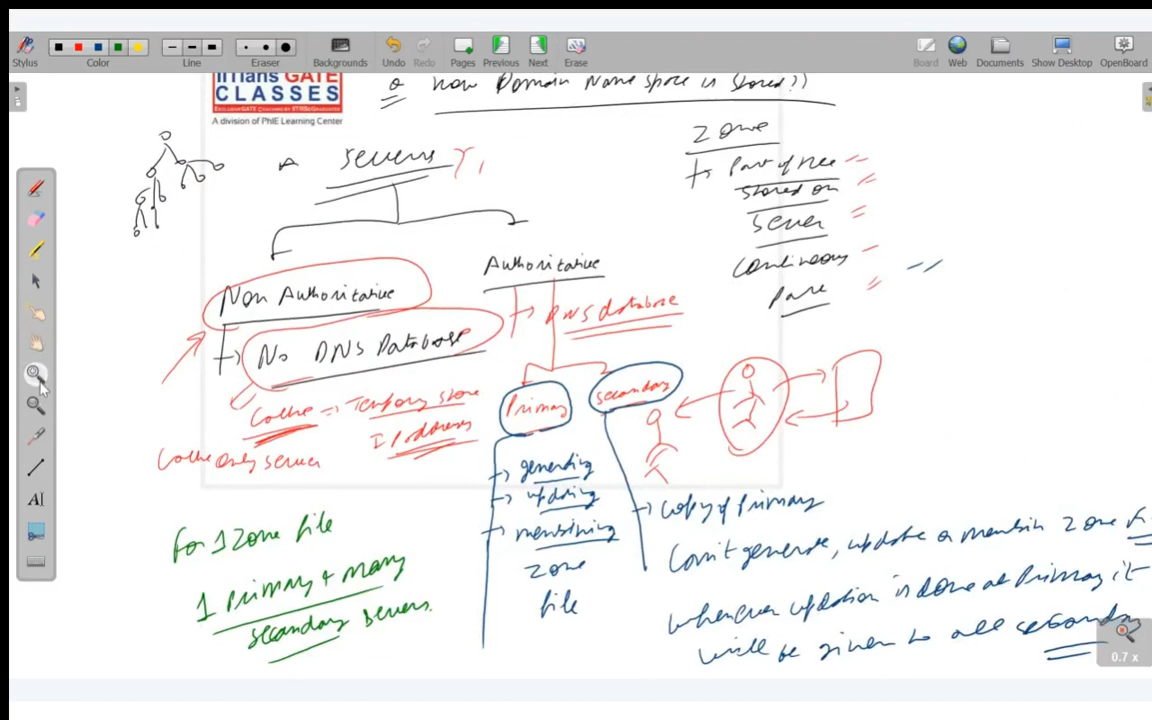 Stylus
Color
Line
Eraser
Backgrounds
Undo
Redo
Pages
Previous
Next
Erase
Board
Web
Documents
Show Desktop
OpenBoard
IITians GATE
CLASSES
A division of PhIE Learning Center
Q How Domain Name Space is stored??
Zone
Part of tree
stored on
server
continuous
Part
servers
Authoritative
DNS database
Non Authoritative
No DNS Database
Cache = Temporary store
IP address
Cache only server
Primary
secondary
generating
updating
zone
file
copy of Primary
can't generate, update or maintain zone
whenever updation is done at Primary it
will be given to all secondary
for 1 zone file
1 Primary + many
secondary servers.
0.7 x